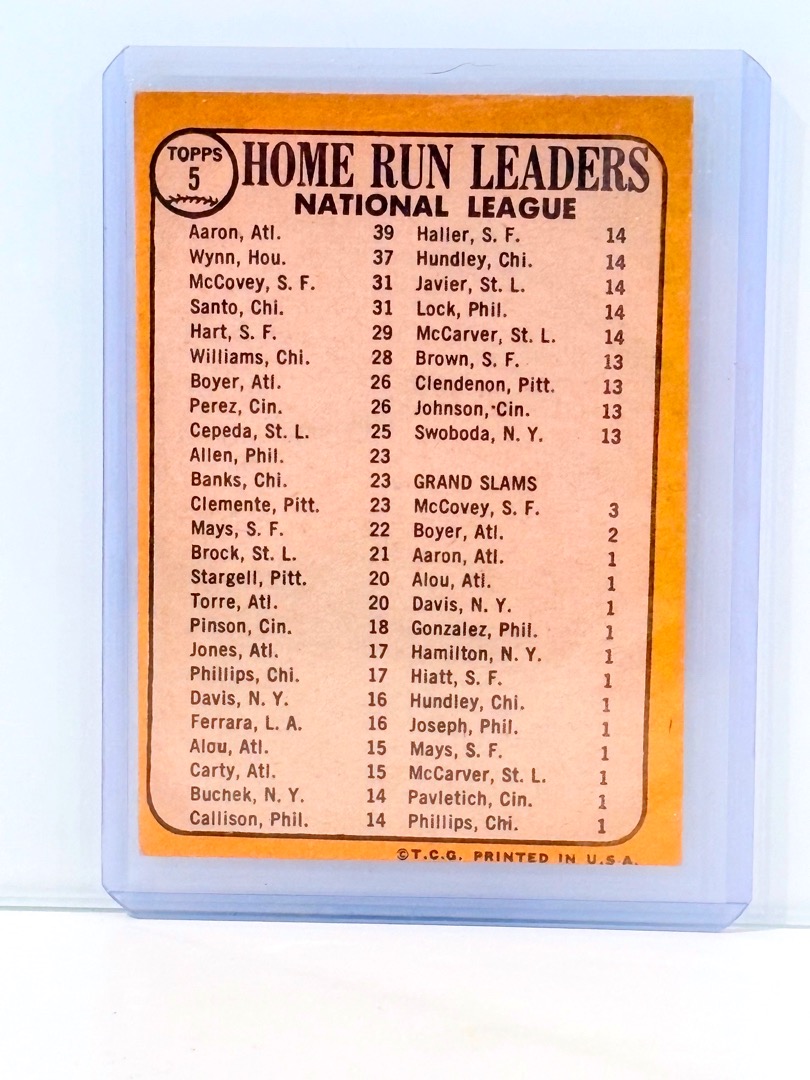 TOPPS
5
HOME RUN LEADERS
NATIONAL LEAGUE
Aaron, Atl. 39
Wynn, Hou. 37
McCovey, S. F. 31
Santo, Chi. 31
Hart, S. F. 29
Williams, Chi. 28
Boyer, Atl. 26
Perez, Cin. 26
Cepeda, St. L. 25
Allen, Phil. 23
Banks, Chi. 23
Clemente, Pitt. 23
Mays, S. F. 22
Brock, St. L. 21
Stargell, Pitt. 20
Torre, Atl. 20
Pinson, Cin. 18
Jones, Atl. 17
Phillips, Chi. 17
Davis, N. Y. 16
Ferrara, L. A. 16
Alou, Atl. 15
Carty, Atl. 15
Buchek, N. Y. 14
Callison, Phil. 14
Haller, S. F. 14
Hundley, Chi. 14
Javier, St. L. 14
Lock, Phil. 14
McCarver, St. L. 14
Brown, S. F. 13
Clendenon, Pitt. 13
Johnson, Cin. 13
Swoboda, N. Y. 13
GRAND SLAMS
McCovey, S. F. 3
Boyer, Atl. 2
Aaron, Atl. 1
Alou, Atl. 1
Davis, N. Y. 1
Gonzalez, Phil. 1
Hamilton, N. Y. 1
Hiatt, S. F. 1
Hundley, Chi. 1
Joseph, Phil. 1
Mays, S. F. 1
McCarver, St. L. 1
Pavletich, Cin. 1
Phillips, Chi. 1
©T.C.G. PRINTED IN U.S.A.